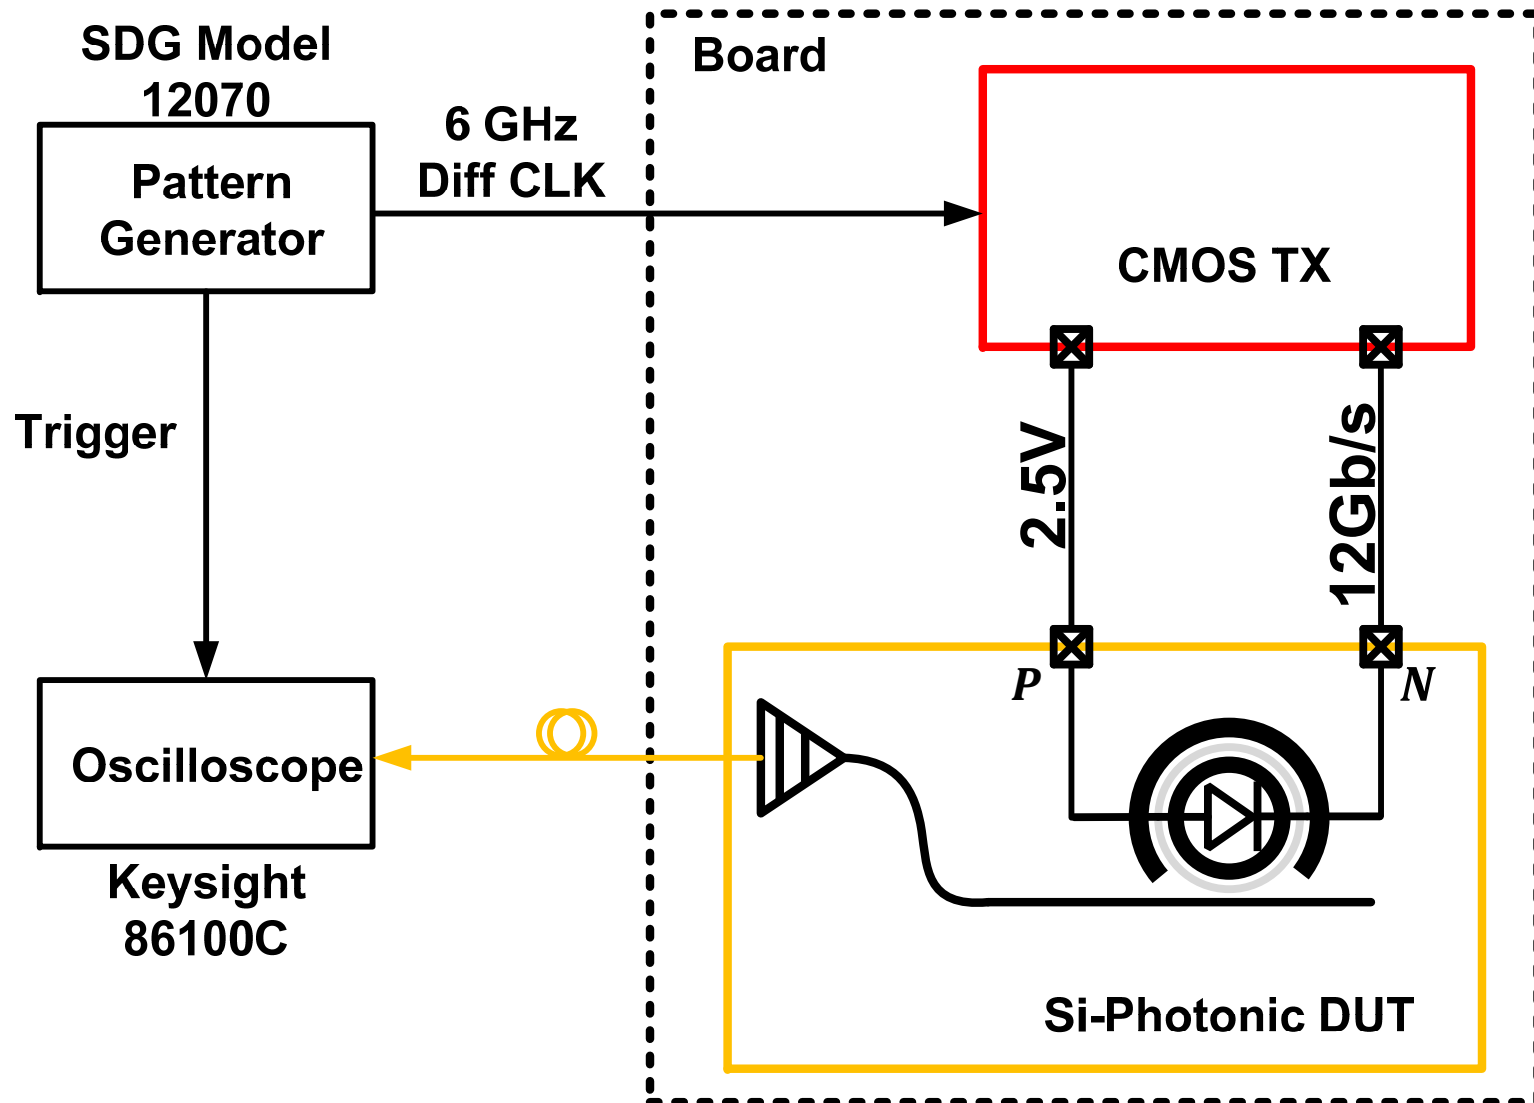 SDG Model
12070
Pattern
Generator
6 GHz
Diff CLK
Board
CMOS TX
Trigger
2.5V
12Gb/s
P
N
Oscilloscope
Keysight
86100C
Si-Photonic DUT